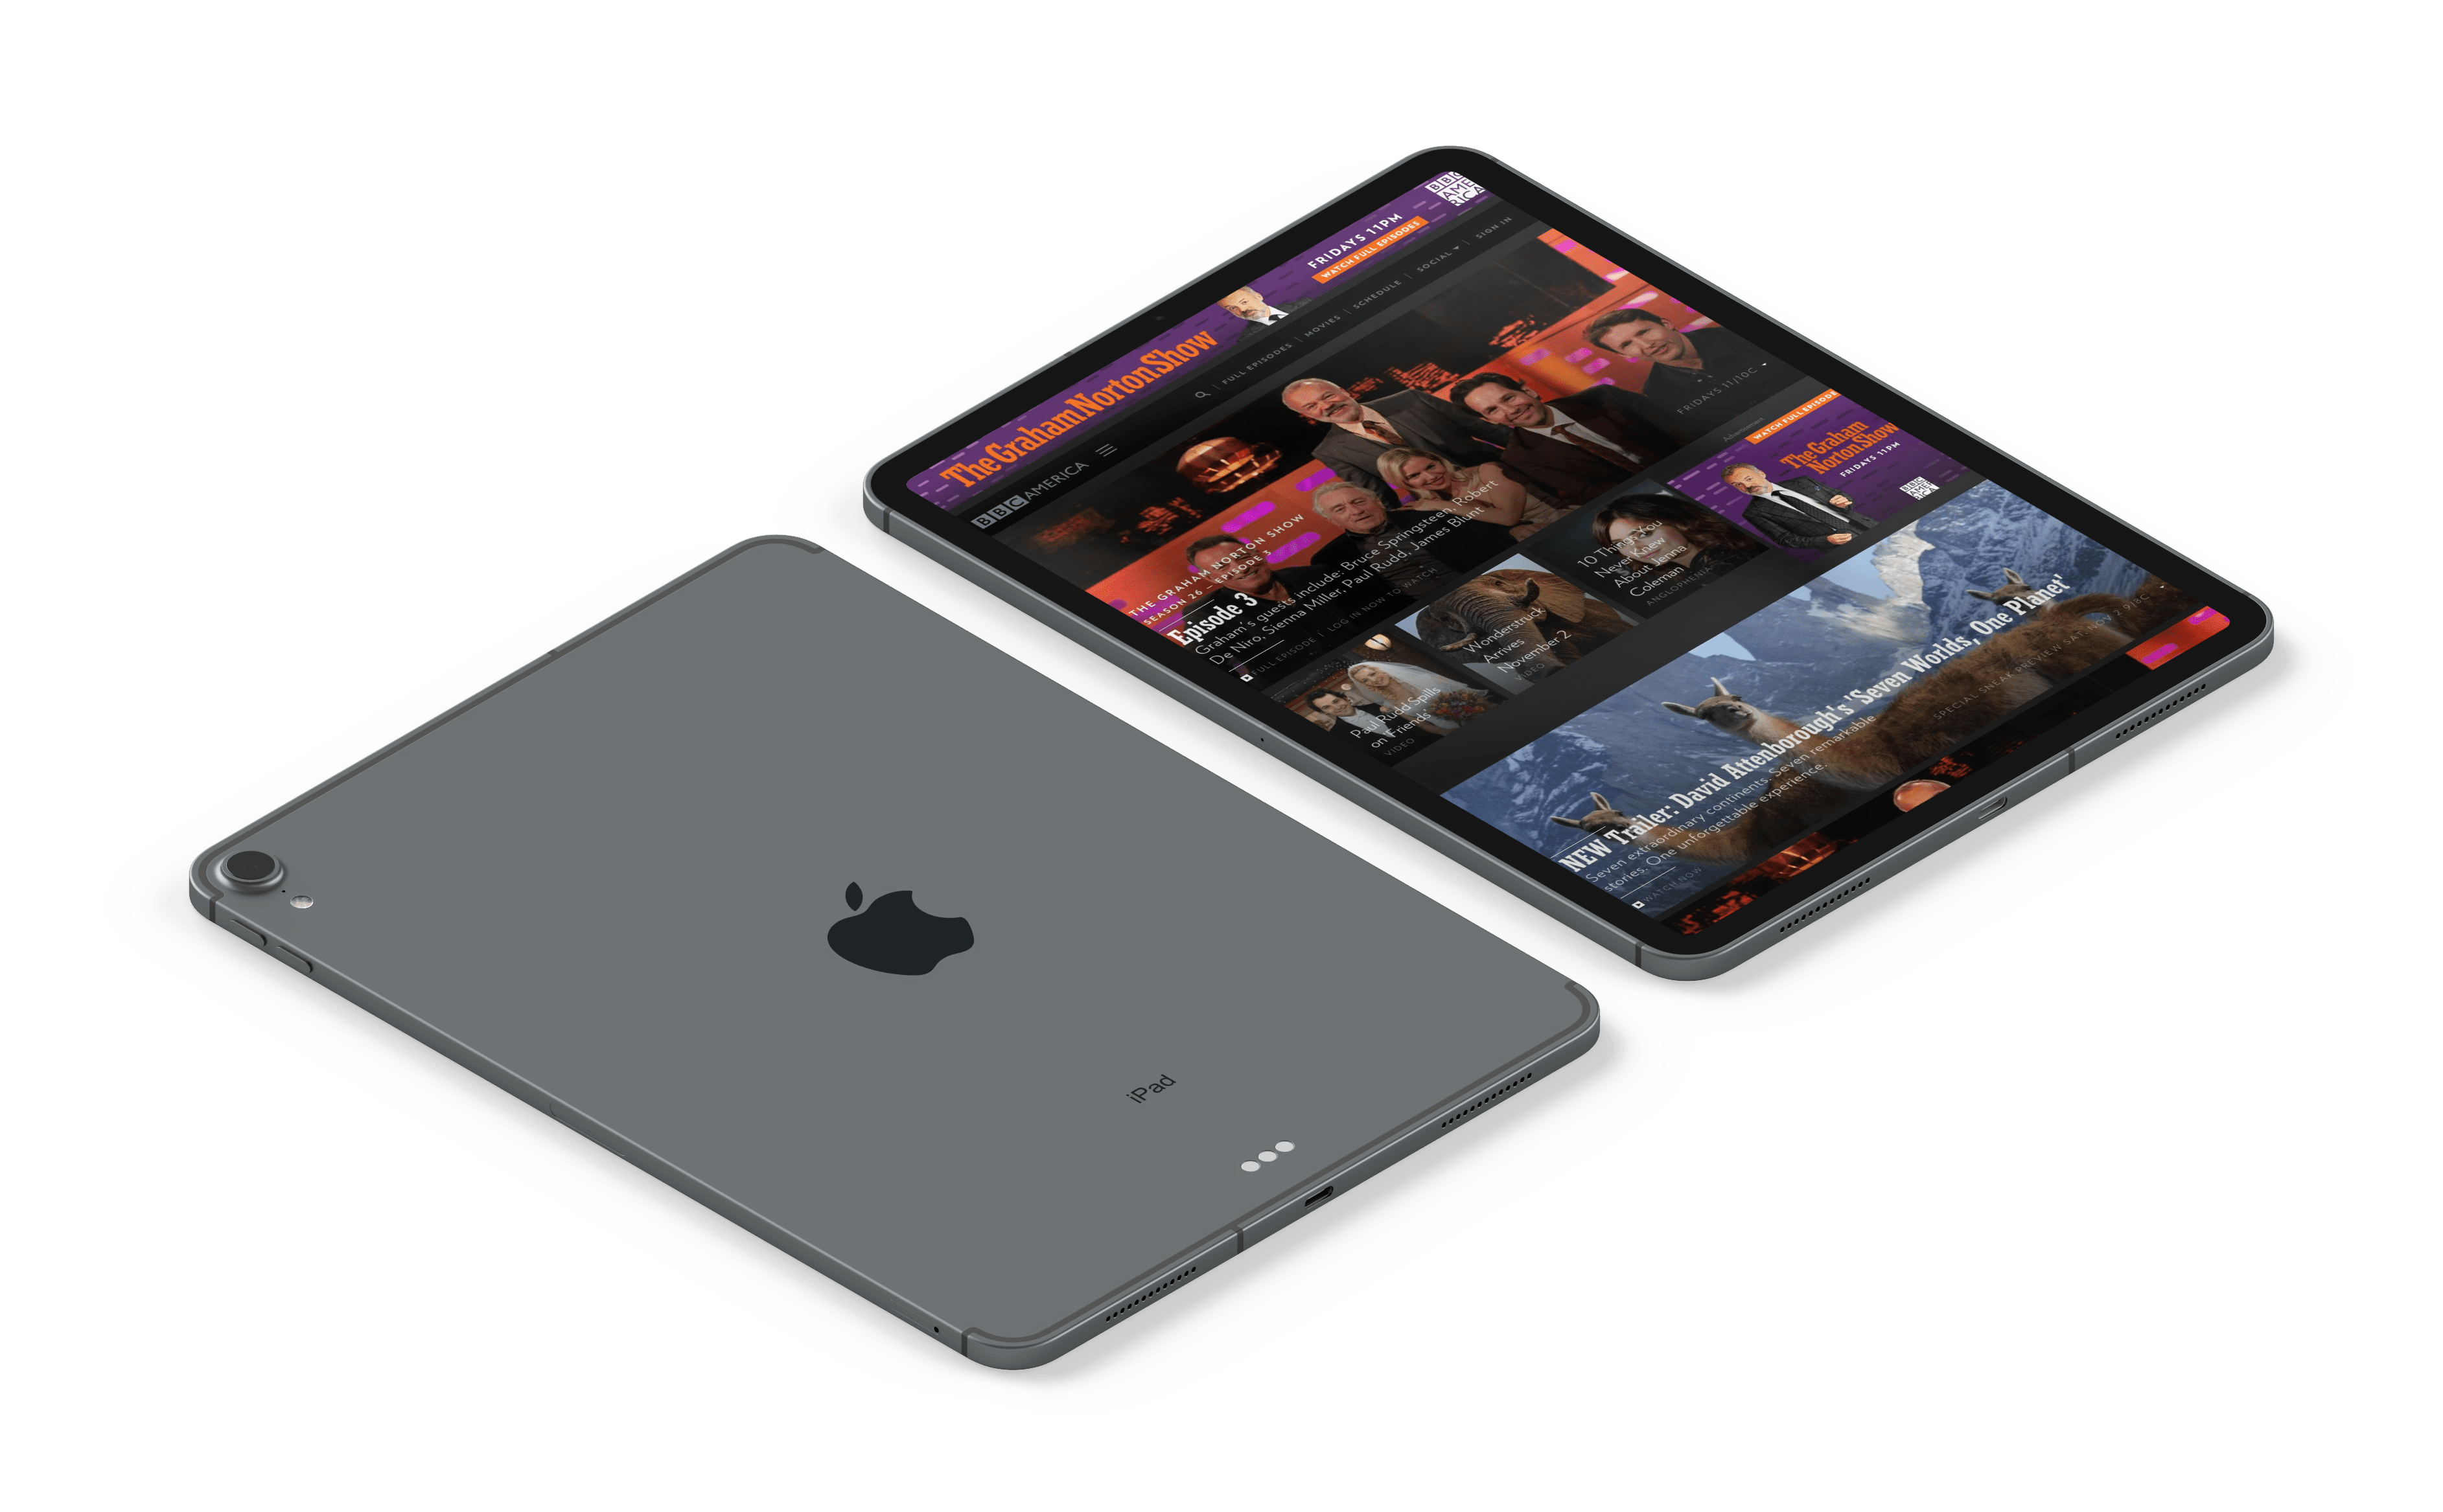 The Graham Norton Show
FRIDAYS 11PM
WATCH FULL EPISODES
BBC
AME
RICA
BBC AMERICA
FULL EPISODES | MOVIES | SCHEDULE | SOCIAL | SIGN IN
THE GRAHAM NORTON SHOW
SEASON 26 — EPISODE 3
Episode 3
Graham's guests include: Bruce Springsteen, Robert
De Niro, Sienna Miller, Paul Rudd, James Blunt
FULL EPISODE | LOG IN NOW TO WATCH
FRIDAYS 11/10C
Paul Rudd Spills
on 'Friends'
VIDEO
Wonderstruck
Arrives
November 2
VIDEO
10 Things You
Never Knew
About Jenna
Coleman
ANGLOPHENIA
Advertisement
WATCH FULL EPISODE
The Graham
Norton Show
FRIDAYS 11PM
BBC
AME
RICA
NEW Trailer: David Attenborough's 'Seven Worlds, One Planet'
Seven extraordinary continents. Seven remarkable
stories. One unforgettable experience.
WATCH NOW
SPECIAL SNEAK PREVIEW SAT. NOV 2 9/8C
iPad